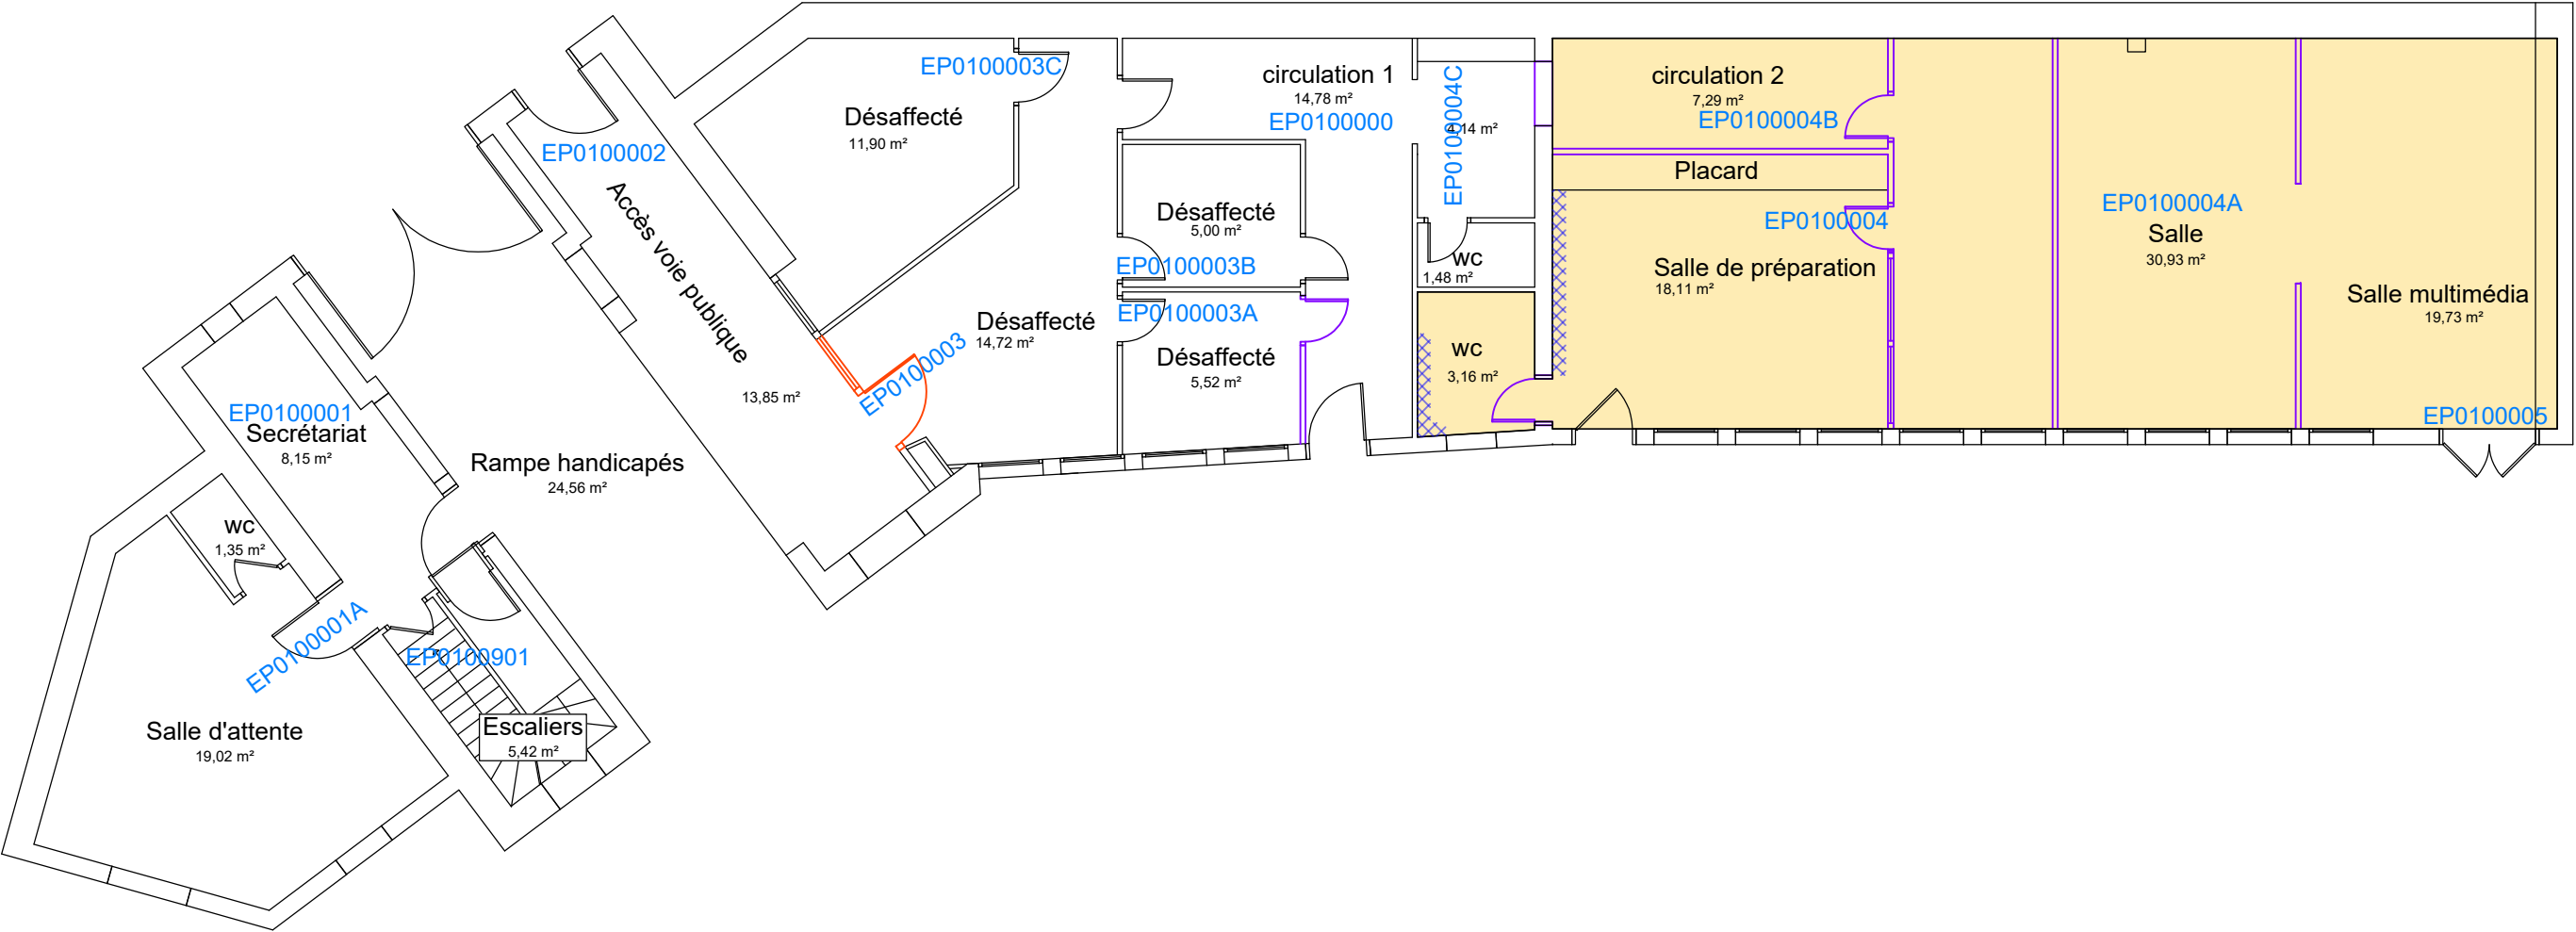 EP0100003C
Désaffecté
11,90 m²
circulation 1
14,78 m²
EP0100000
EP0100004C
4,14 m²
circulation 2
7,29 m²
EP0100004B
Placard
EP0100002
Accès voie publique
13,85 m²
Désaffecté
5,00 m²
EP0100003B
EP0100003A
Désaffecté
5,52 m²
Désaffecté
14,72 m²
EP0100003
wc
1,48 m²
wc
3,16 m²
EP0100004
Salle de préparation
18,11 m²
EP0100004A
Salle
30,93 m²
Salle multimédia
19,73 m²
EP0100005
EP0100001
Secrétariat
8,15 m²
Rampe handicapés
24,56 m²
wc
1,35 m²
EP0100001A
EP0100901
Salle d'attente
19,02 m²
Escaliers
5,42 m²